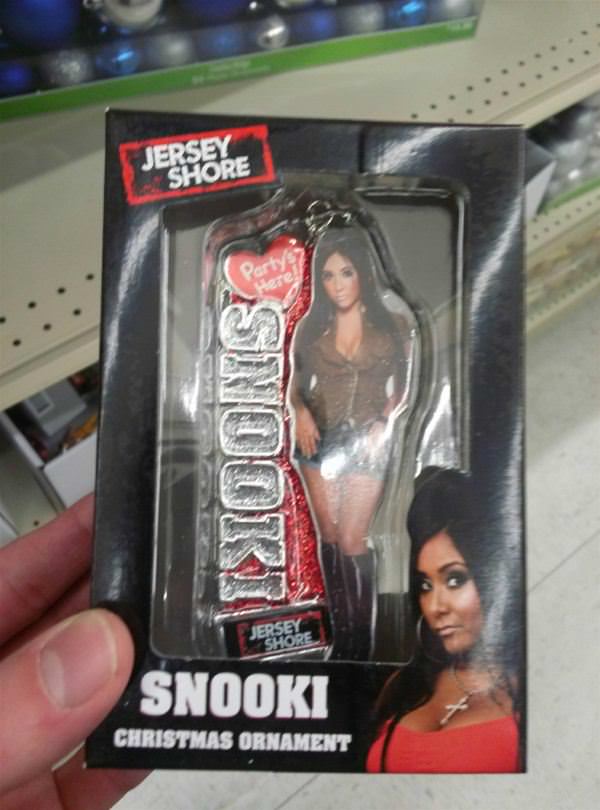 JERSEY
SHORE
Party's
Here!
SNOOKI
JERSEY
SHORE
SNOOKI
CHRISTMAS ORNAMENT